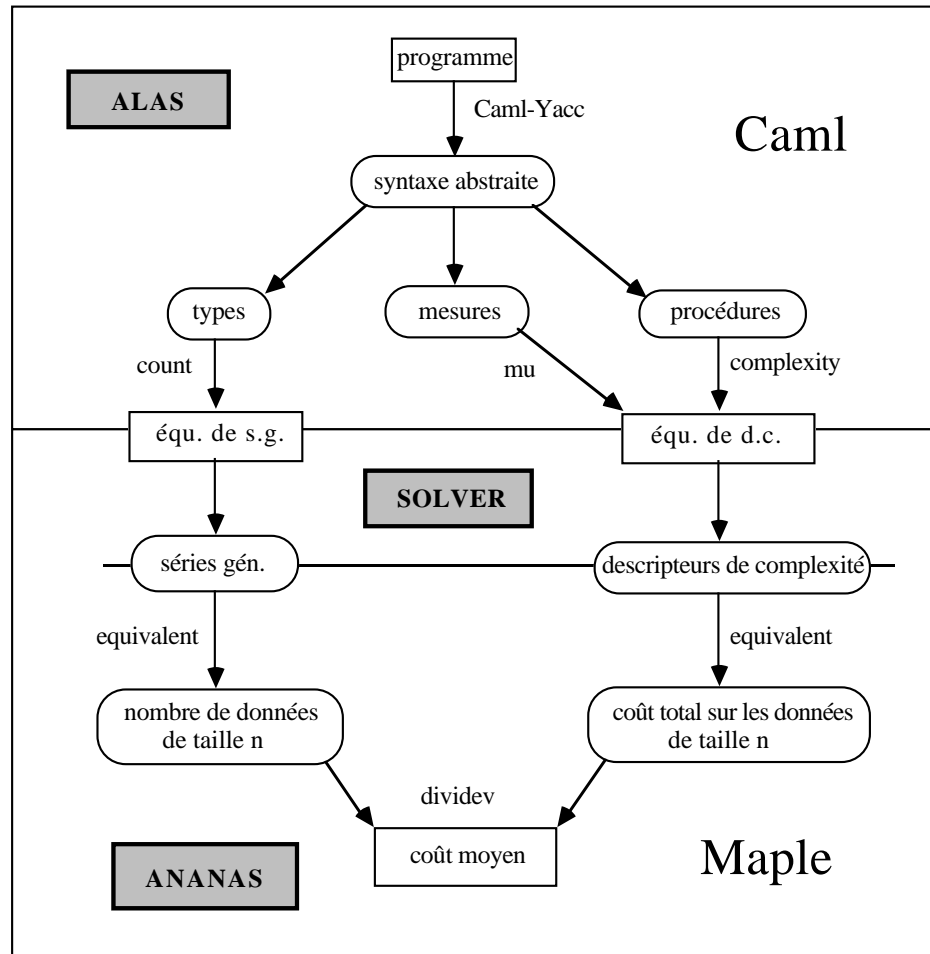 programme
ALAS
Caml-Yacc
Caml
syntaxe abstraite
types
mesures
procédures
count
mu
complexity
équ. de s.g.
équ. de d.c.
SOLVER
séries gén.
descripteurs de complexité
equivalent
equivalent
nombre de données
de taille n
coût total sur les données
de taille n
dividev
coût moyen
Maple
ANANAS